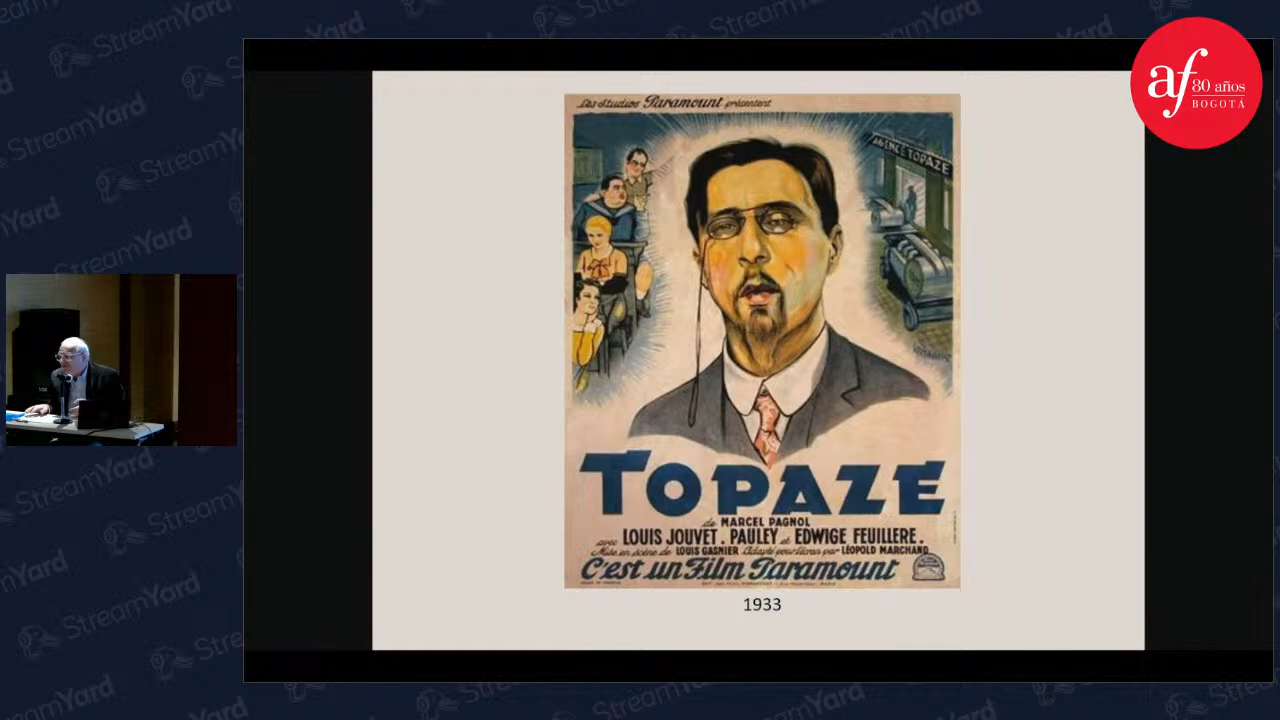 StreamYard
af 80 años
BOGOTÁ
Les Studios Paramount présentent
AGENCE TOPAZE
TOPAZE
de MARCEL PAGNOL
avec LOUIS JOUVET . PAULEY et EDWIGE FEUILLERE .
Mise en scène de LOUIS GASNIER Adapté pour l'écran par LÉOPOLD MARCHAND
C'est un Film Paramount
1933